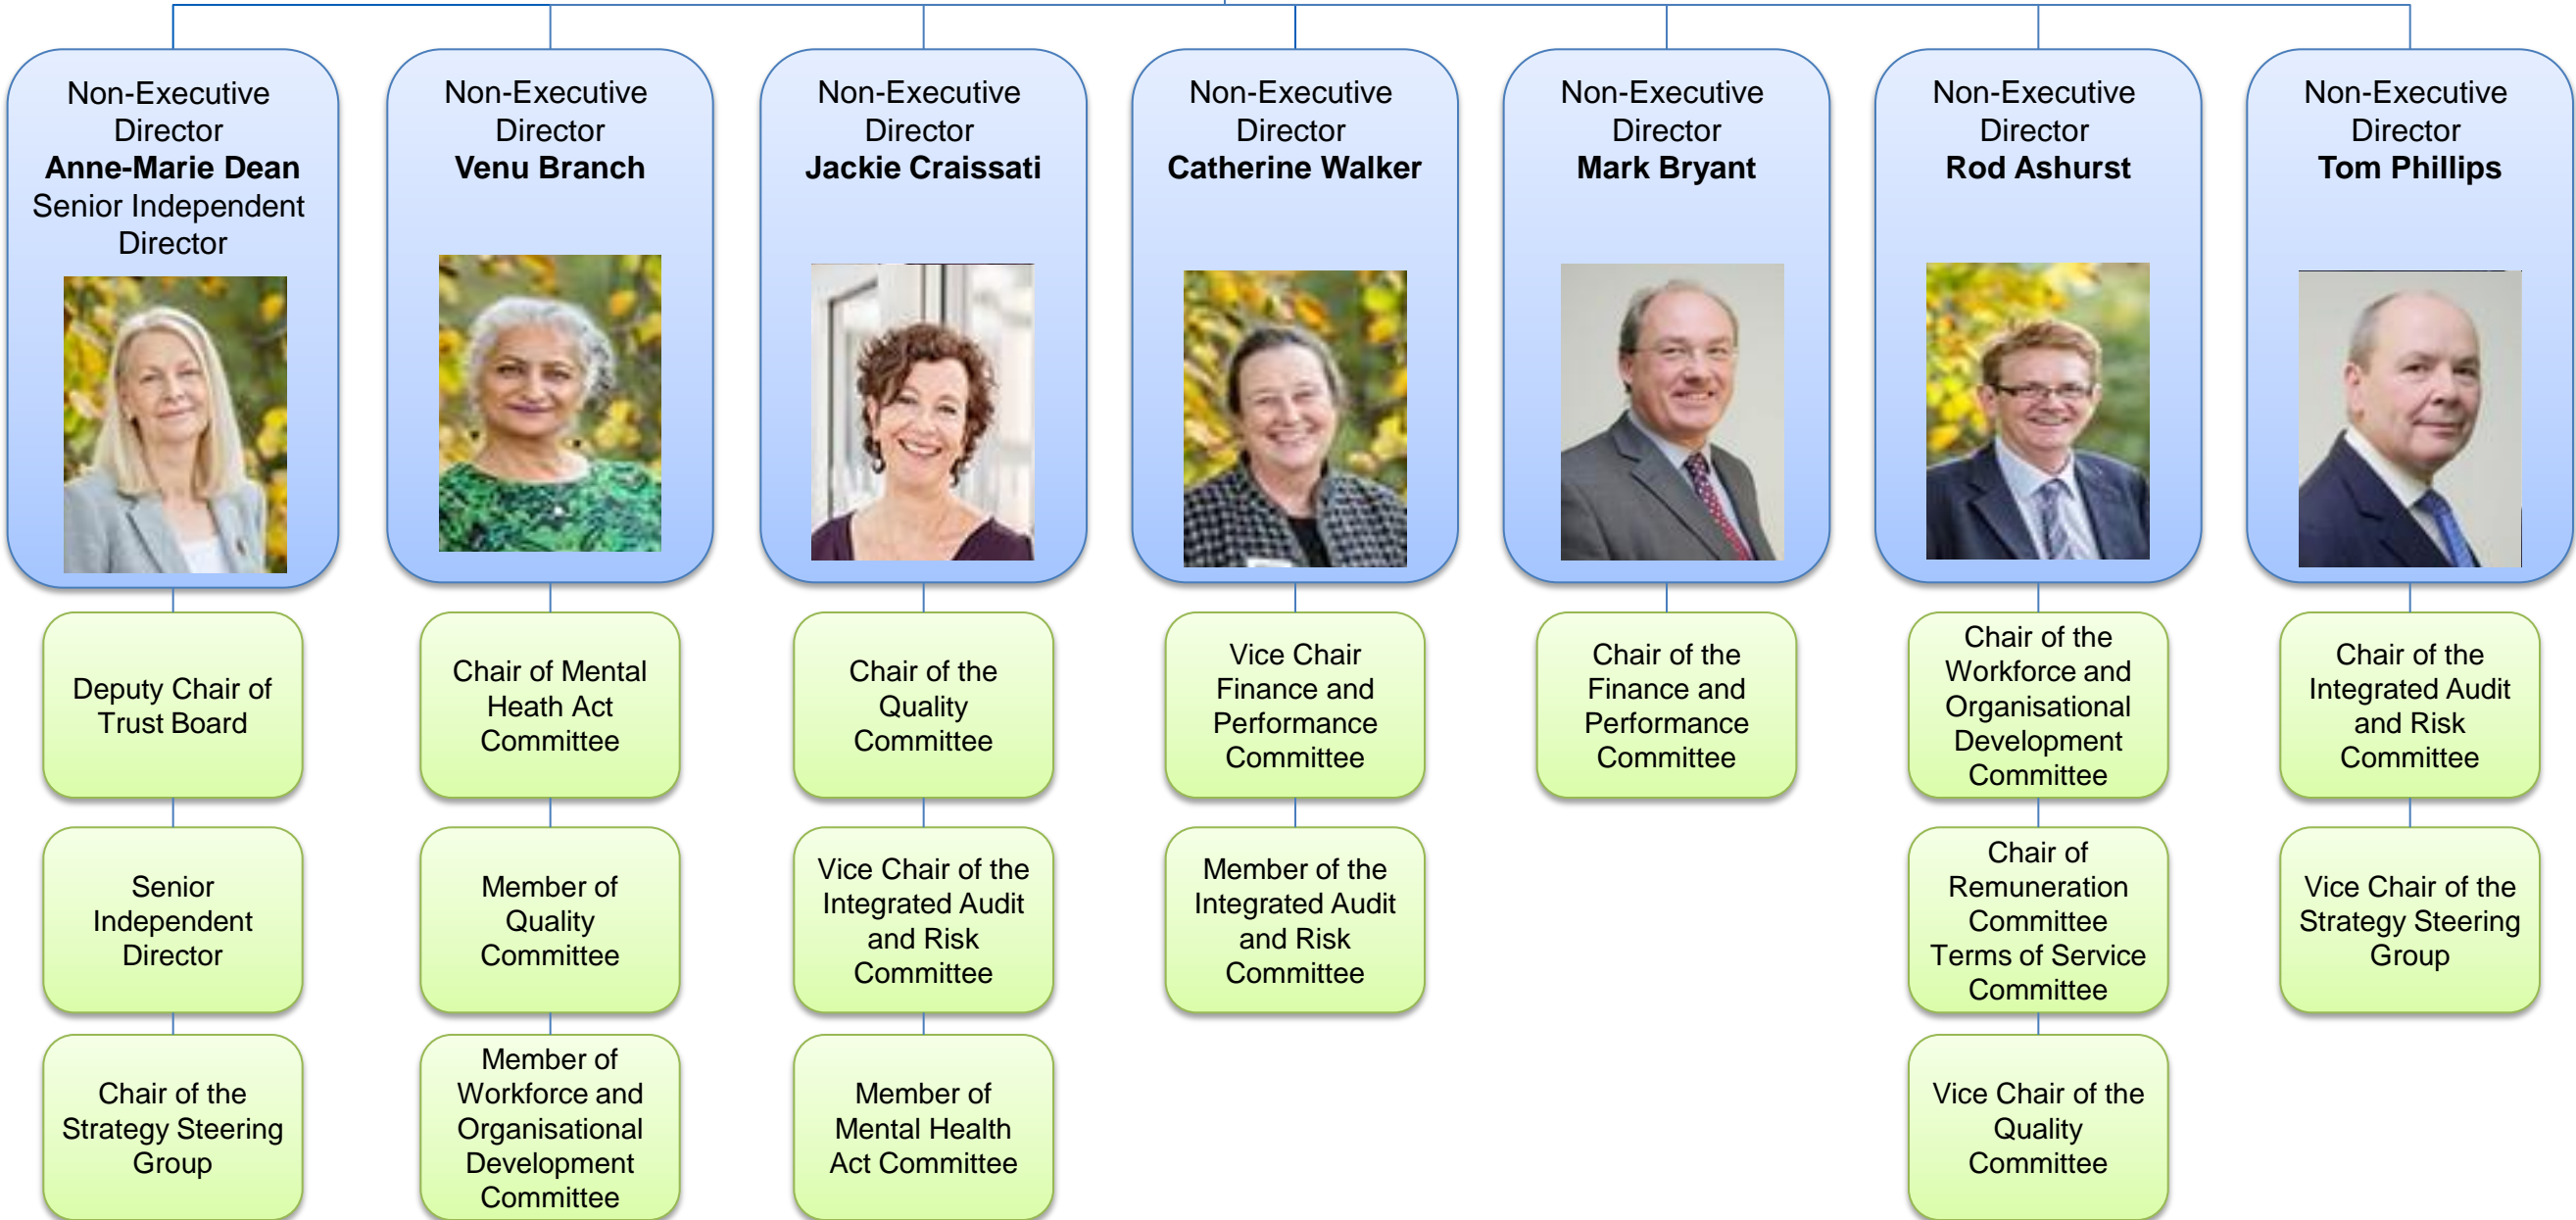 Non-Executive
Director
Anne-Marie Dean
Senior Independent
Director
Deputy Chair of
Trust Board
Senior
Independent
Director
Chair of the
Strategy Steering
Group
Non-Executive
Director
Venu Branch
Chair of Mental
Heath Act
Committee
Member of
Quality
Committee
Member of
Workforce and
Organisational
Development
Committee
Non-Executive
Director
Jackie Craissati
Chair of the
Quality
Committee
Vice Chair of the
Integrated Audit
and Risk
Committee
Member of
Mental Health
Act Committee
Non-Executive
Director
Catherine Walker
Vice Chair
Finance and
Performance
Committee
Member of the
Integrated Audit
and Risk
Committee
Non-Executive
Director
Mark Bryant
Chair of the
Finance and
Performance
Committee
Non-Executive
Director
Rod Ashurst
Chair of the
Workforce and
Organisational
Development
Committee
Chair of
Remuneration
Committee
Terms of Service
Committee
Vice Chair of the
Quality
Committee
Non-Executive
Director
Tom Phillips
Chair of the
Integrated Audit
and Risk
Committee
Vice Chair of the
Strategy Steering
Group